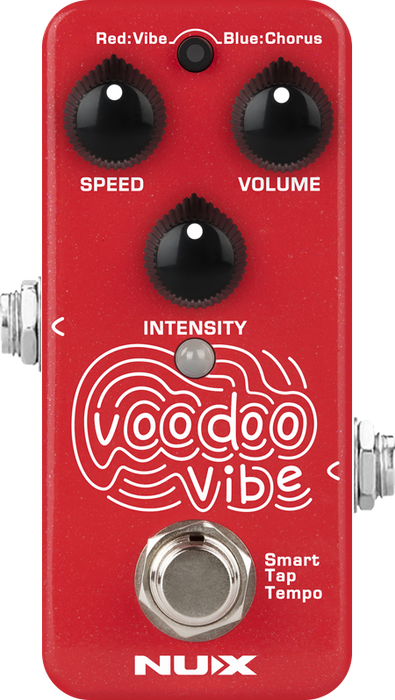 Red:Vibe Blue:Chorus
SPEED VOLUME
INTENSITY
voodoo
vibe
Smart
Tap
Tempo
NUX